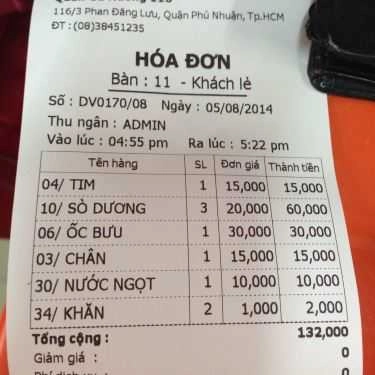 116/3 Phan Đăng Lưu, Quận Phú Nhuận, Tp.HCM
ĐT : (08)38451235
HÓA ĐƠN
Bàn : 11 - Khách lẻ
Số : DV0170/08 Ngày : 05/08/2014
Thu ngân : ADMIN
Vào lúc : 04:55 pm Ra lúc : 5:22 pm
Tên hàng SL Đơn giá Thành tiền
04/ TIM 1 15,000 15,000
10/ SÒ DƯƠNG 3 20,000 60,000
06/ ỐC BƯU 1 30,000 30,000
03/ CHÂN 1 15,000 15,000
30/ NƯỚC NGỌT 1 10,000 10,000
34/ KHĂN 2 1,000 2,000
Tổng cộng : 132,000
Giảm giá : 0
Phí dịch vụ : 0